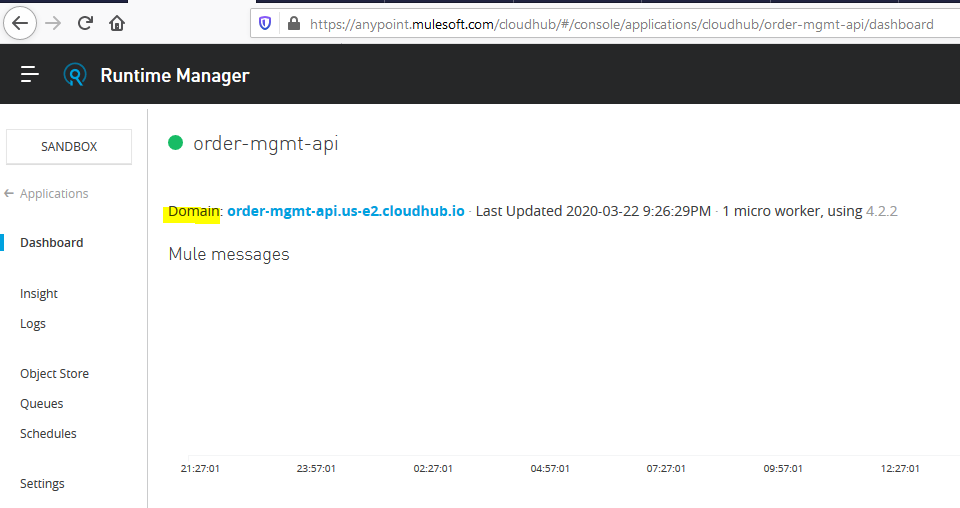 https://anypoint.mulesoft.com/cloudhub/#/console/applications/cloudhub/order-mgmt-api/dashboard
Runtime Manager
SANDBOX
order-mgmt-api
Applications
Domain: order-mgmt-api.us-e2.cloudhub.io · Last Updated 2020-03-22 9:26:29PM · 1 micro worker, using 4.2.2
Dashboard
Mule messages
Insight
Logs
Object Store
Queues
Schedules
21:27:01 23:57:01 02:27:01 04:57:01 07:27:01 09:57:01 12:27:01
Settings